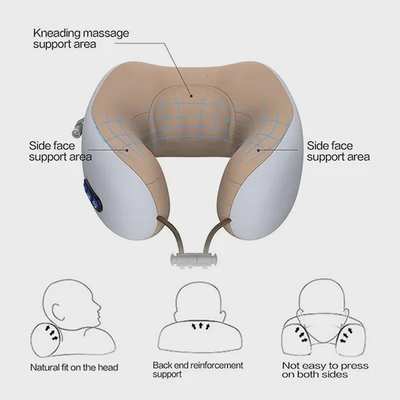 Kneading massage
support area
Side face
support area
Side face
support area
Natural fit on the head
Back end reinforcement
support
Not easy to press
on both sides